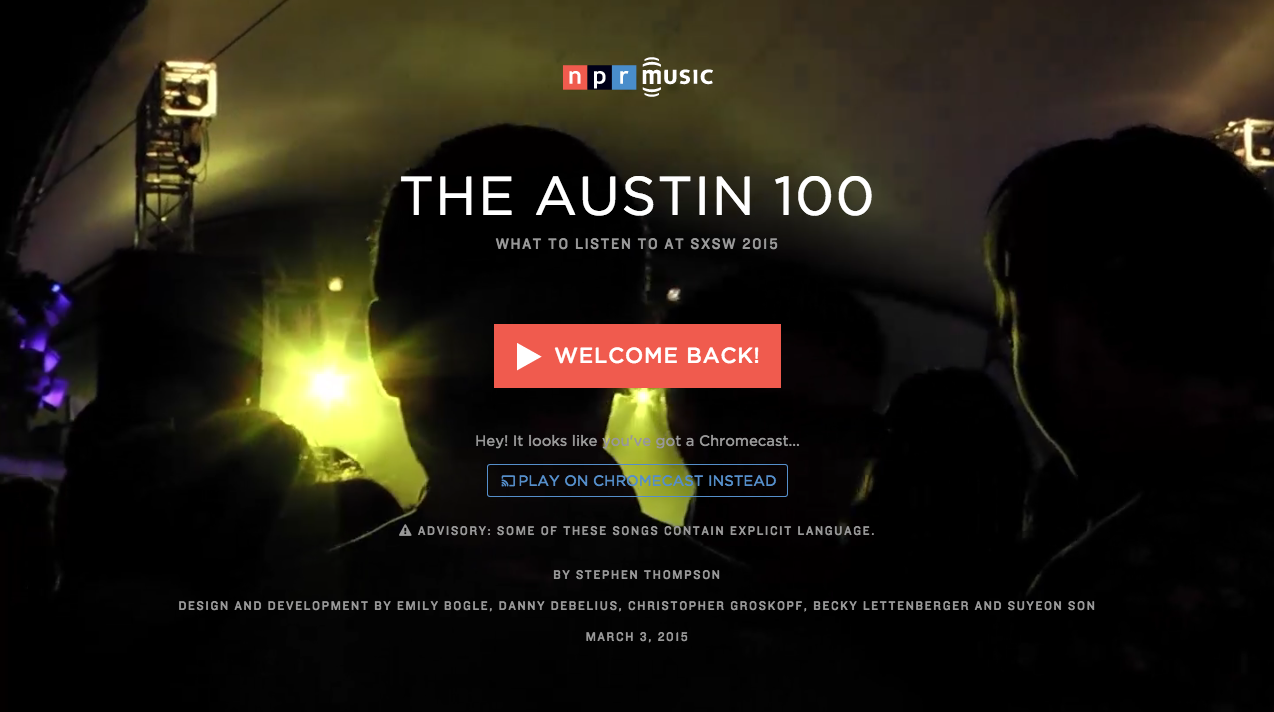 npr music
THE AUSTIN 100
WHAT TO LISTEN TO AT SXSW 2015
WELCOME BACK!
Hey! It looks like you've got a Chromecast...
PLAY ON CHROMECAST INSTEAD
ADVISORY: SOME OF THESE SONGS CONTAIN EXPLICIT LANGUAGE.
BY STEPHEN THOMPSON
DESIGN AND DEVELOPMENT BY EMILY BOGLE, DANNY DEBELIUS, CHRISTOPHER GROSKOPF, BECKY LETTENBERGER AND SUYEON SON
MARCH 3, 2015